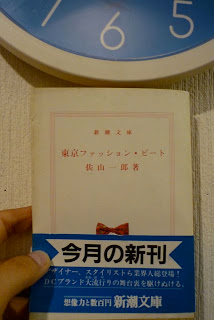 7 6 5
新潮文庫
東京ファッション・ビート
佐山一郎著
今月の新刊
ザイナー、スタイリストら業界人総登場!
DCブランド大流行りの舞台裏を駆けぬける。
想像力と数百円 新潮文庫